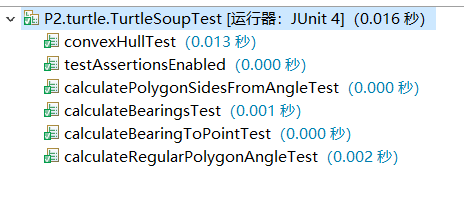 P2.turtle.TurtleSoupTest [运行器：JUnit 4] (0.016 秒)
convexHullTest (0.013 秒)
testAssertionsEnabled (0.000 秒)
calculatePolygonSidesFromAngleTest (0.000 秒)
calculateBearingsTest (0.001 秒)
calculateBearingToPointTest (0.000 秒)
calculateRegularPolygonAngleTest (0.002 秒)